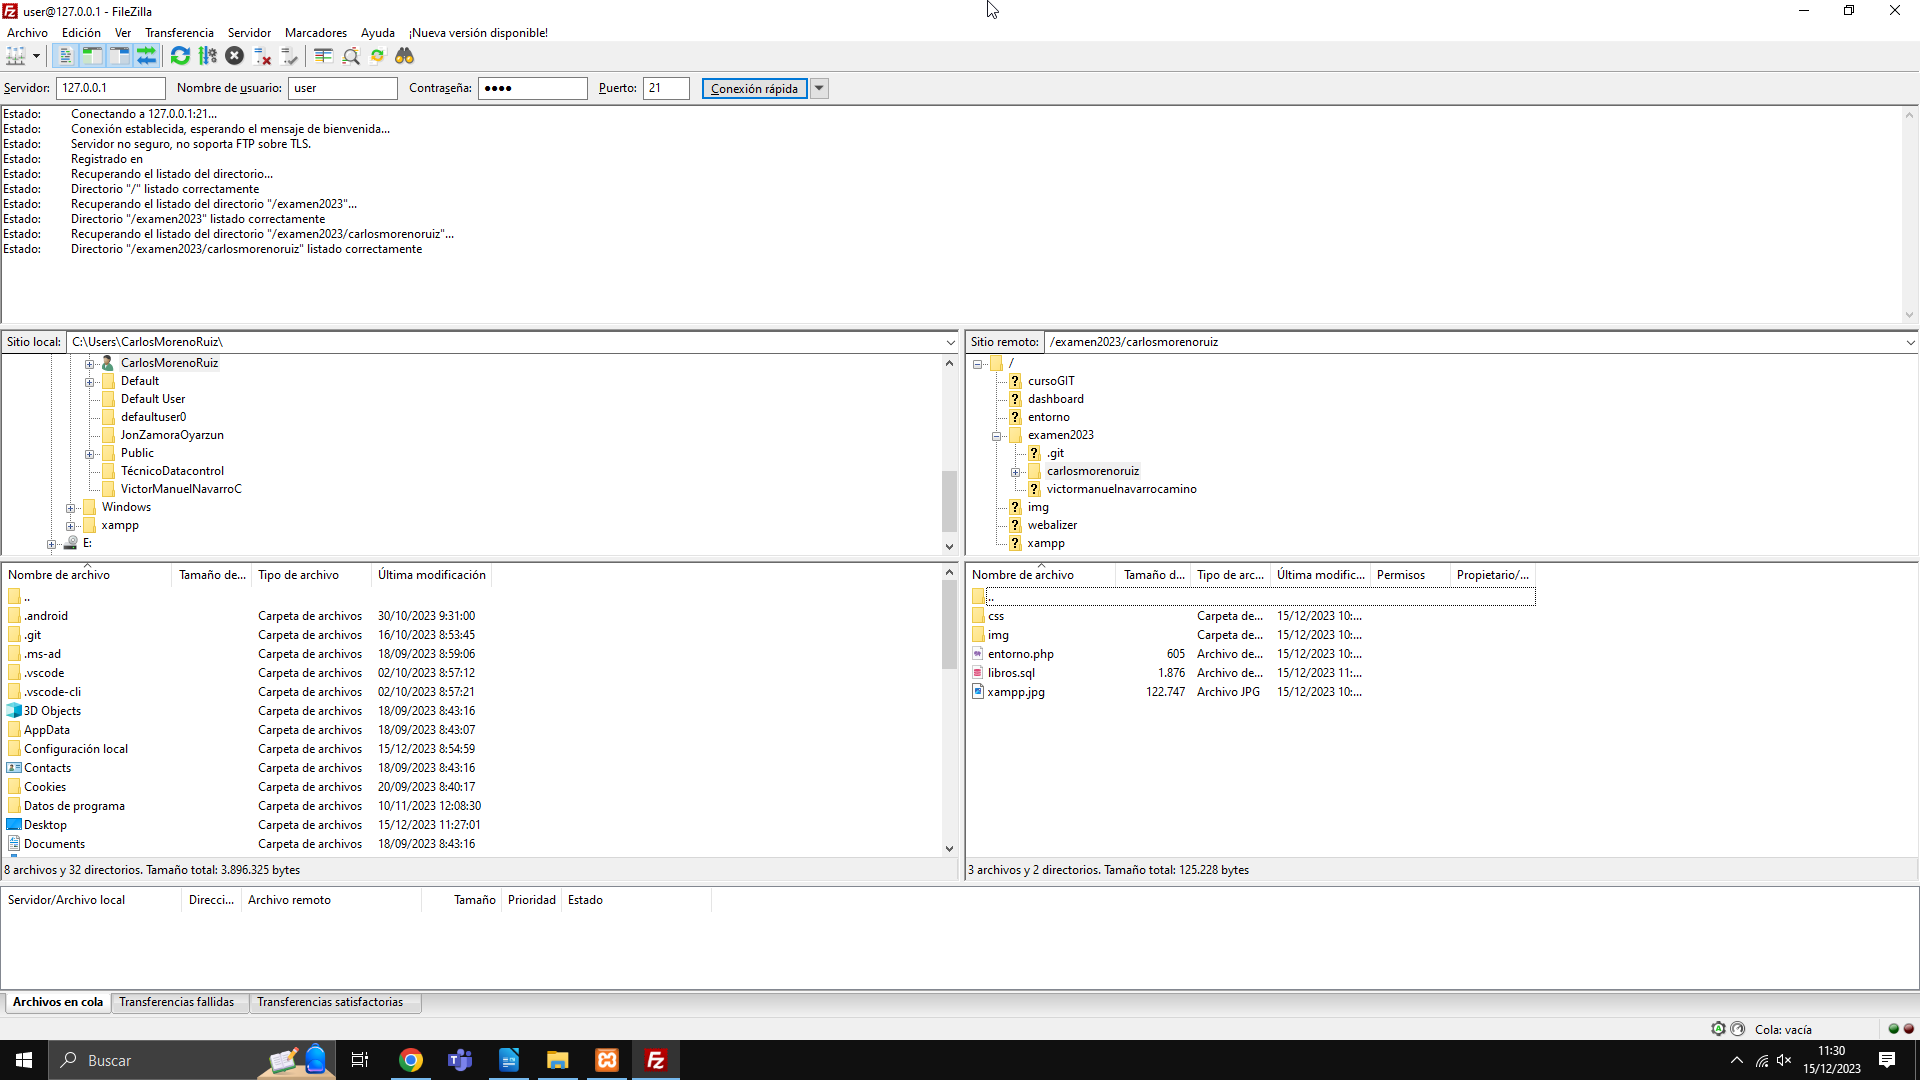 user@127.0.0.1 - FileZilla
Archivo Edición Ver Transferencia Servidor Marcadores Ayuda ¡Nueva versión disponible!
Servidor: 127.0.0.1 Nombre de usuario: user Contraseña: ●●●● Puerto: 21 Conexión rápida
Estado: Conectando a 127.0.0.1:21...
Estado: Conexión establecida, esperando el mensaje de bienvenida...
Estado: Servidor no seguro, no soporta FTP sobre TLS.
Estado: Registrado en
Estado: Recuperando el listado del directorio...
Estado: Directorio "/" listado correctamente
Estado: Recuperando el listado del directorio "/examen2023"...
Estado: Directorio "/examen2023" listado correctamente
Estado: Recuperando el listado del directorio "/examen2023/carlosmorenoruiz"...
Estado: Directorio "/examen2023/carlosmorenoruiz" listado correctamente
Sitio local: C:\Users\CarlosMorenoRuiz\
CarlosMorenoRuiz
Default
Default User
defaultuser0
JonZamoraOyarzun
Public
TécnicoDatacontrol
VictorManuelNavarroC
Windows
xampp
E:
Nombre de archivo Tamaño de... Tipo de archivo Última modificación
..
.android Carpeta de archivos 30/10/2023 9:31:00
.git Carpeta de archivos 16/10/2023 8:53:45
.ms-ad Carpeta de archivos 18/09/2023 8:59:06
.vscode Carpeta de archivos 02/10/2023 8:57:12
.vscode-cli Carpeta de archivos 02/10/2023 8:57:21
3D Objects Carpeta de archivos 18/09/2023 8:43:16
AppData Carpeta de archivos 18/09/2023 8:43:07
Configuración local Carpeta de archivos 15/12/2023 8:54:59
Contacts Carpeta de archivos 18/09/2023 8:43:16
Cookies Carpeta de archivos 20/09/2023 8:40:17
Datos de programa Carpeta de archivos 10/11/2023 12:08:30
Desktop Carpeta de archivos 15/12/2023 11:27:01
Documents Carpeta de archivos 18/09/2023 8:43:16
8 archivos y 32 directorios. Tamaño total: 3.896.325 bytes
Sitio remoto: /examen2023/carlosmorenoruiz
/
cursoGIT
dashboard
entorno
examen2023
.git
carlosmorenoruiz
victormanuelnavarrocamino
img
webalizer
xampp
Nombre de archivo Tamaño d... Tipo de arc... Última modific... Permisos Propietario/...
..
css Carpeta de... 15/12/2023 10:...
img Carpeta de... 15/12/2023 10:...
entorno.php 605 Archivo de... 15/12/2023 10:...
libros.sql 1.876 Archivo de... 15/12/2023 11:...
xampp.jpg 122.747 Archivo JPG 15/12/2023 10:...
3 archivos y 2 directorios. Tamaño total: 125.228 bytes
Servidor/Archivo local Direcci... Archivo remoto Tamaño Prioridad Estado
Archivos en cola Transferencias fallidas Transferencias satisfactorias
Cola: vacía
Buscar
11:30
15/12/2023